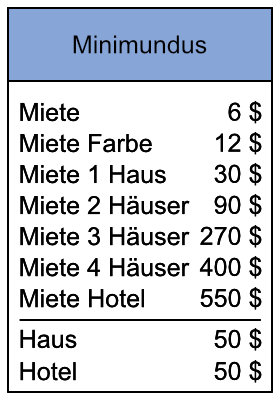 Minimundus
Miete 6 $
Miete Farbe 12 $
Miete 1 Haus 30 $
Miete 2 Häuser 90 $
Miete 3 Häuser 270 $
Miete 4 Häuser 400 $
Miete Hotel 550 $
Haus 50 $
Hotel 50 $